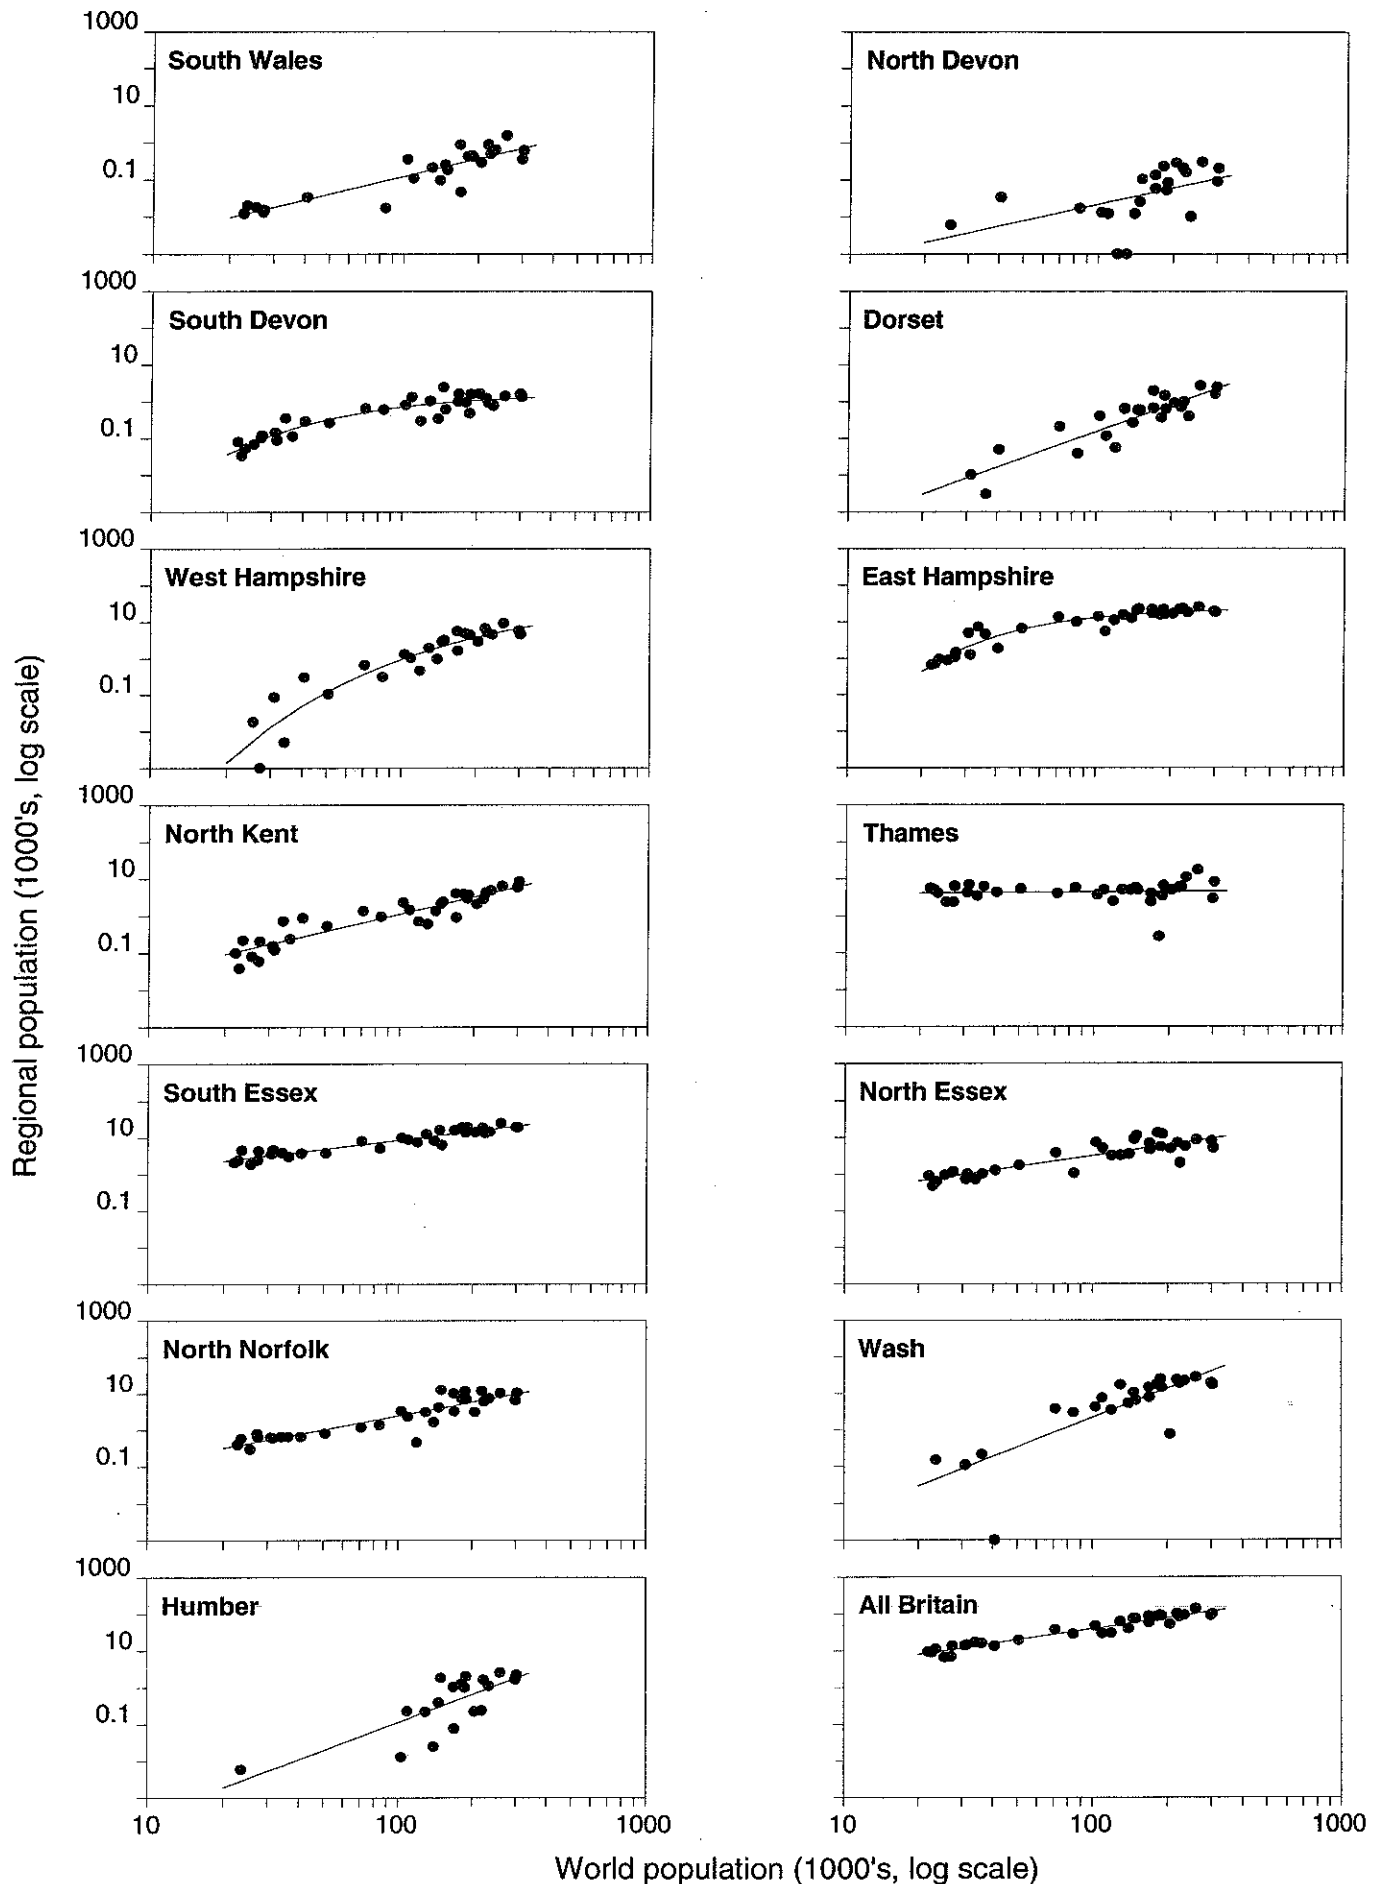 1000
South Wales
North Devon
10
0.1
1000
South Devon
Dorset
10
0.1
1000
West Hampshire
East Hampshire
10
0.1
1000
North Kent
Thames
10
0.1
1000
South Essex
North Essex
10
0.1
1000
North Norfolk
Wash
10
0.1
1000
Humber
All Britain
10
0.1
10 100 1000 10 100 1000
Regional population (1000's, log scale)
World population (1000's, log scale)